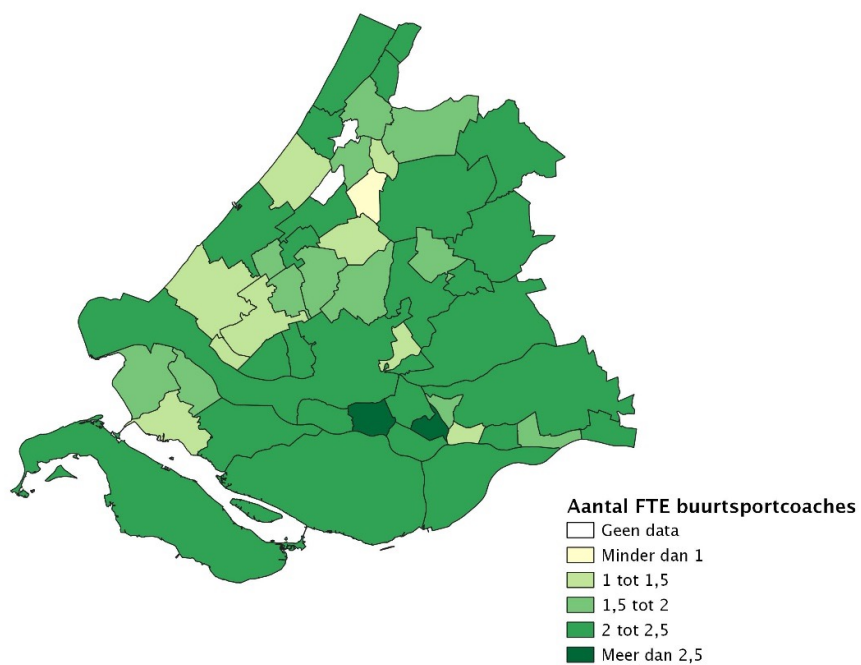 Aantal FTE buurtsportcoaches
Geen data
Minder dan 1
1 tot 1,5
1,5 tot 2
2 tot 2,5
Meer dan 2,5